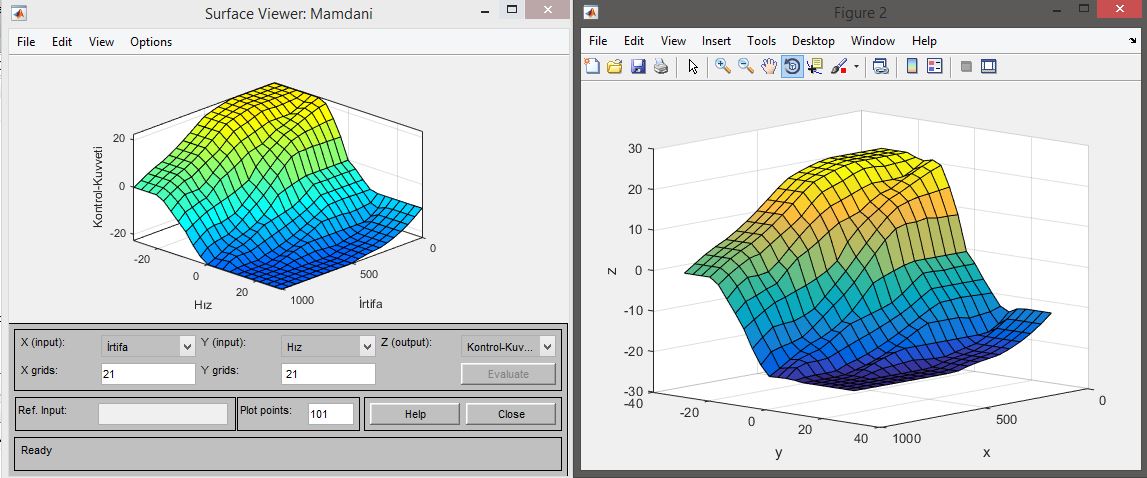 Surface Viewer: Mamdani
File Edit View Options
20
0
-20
Kontrol-Kuvveti
-20
0
20
Hız
1000
500
0
İrtifa
X (input): İrtifa Y (input): Hız Z (output): Kontrol-Kuv...
X grids: 21 Y grids: 21 Evaluate
Ref. Input: Plot points: 101 Help Close
Ready
Figure 2
File Edit View Insert Tools Desktop Window Help
30
20
10
0
-10
-20
-30
z
-40
-20
0
20
40
y
1000
500
0
x